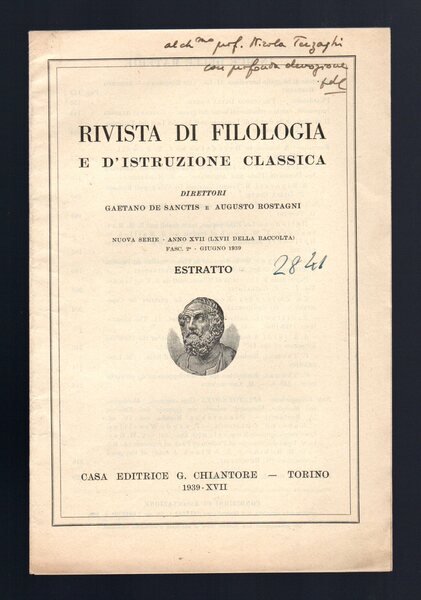 al ch.mo prof. Nicola Terzaghi
con profonda devozione
RIVISTA DI FILOLOGIA
E D'ISTRUZIONE CLASSICA
DIRETTORI
GAETANO DE SANCTIS E AUGUSTO ROSTAGNI
NUOVA SERIE - ANNO XVII (LXVII DELLA RACCOLTA)
FASC. 2º - GIUGNO 1939
ESTRATTO
2841
CASA EDITRICE G. CHIANTORE — TORINO
1939-XVII